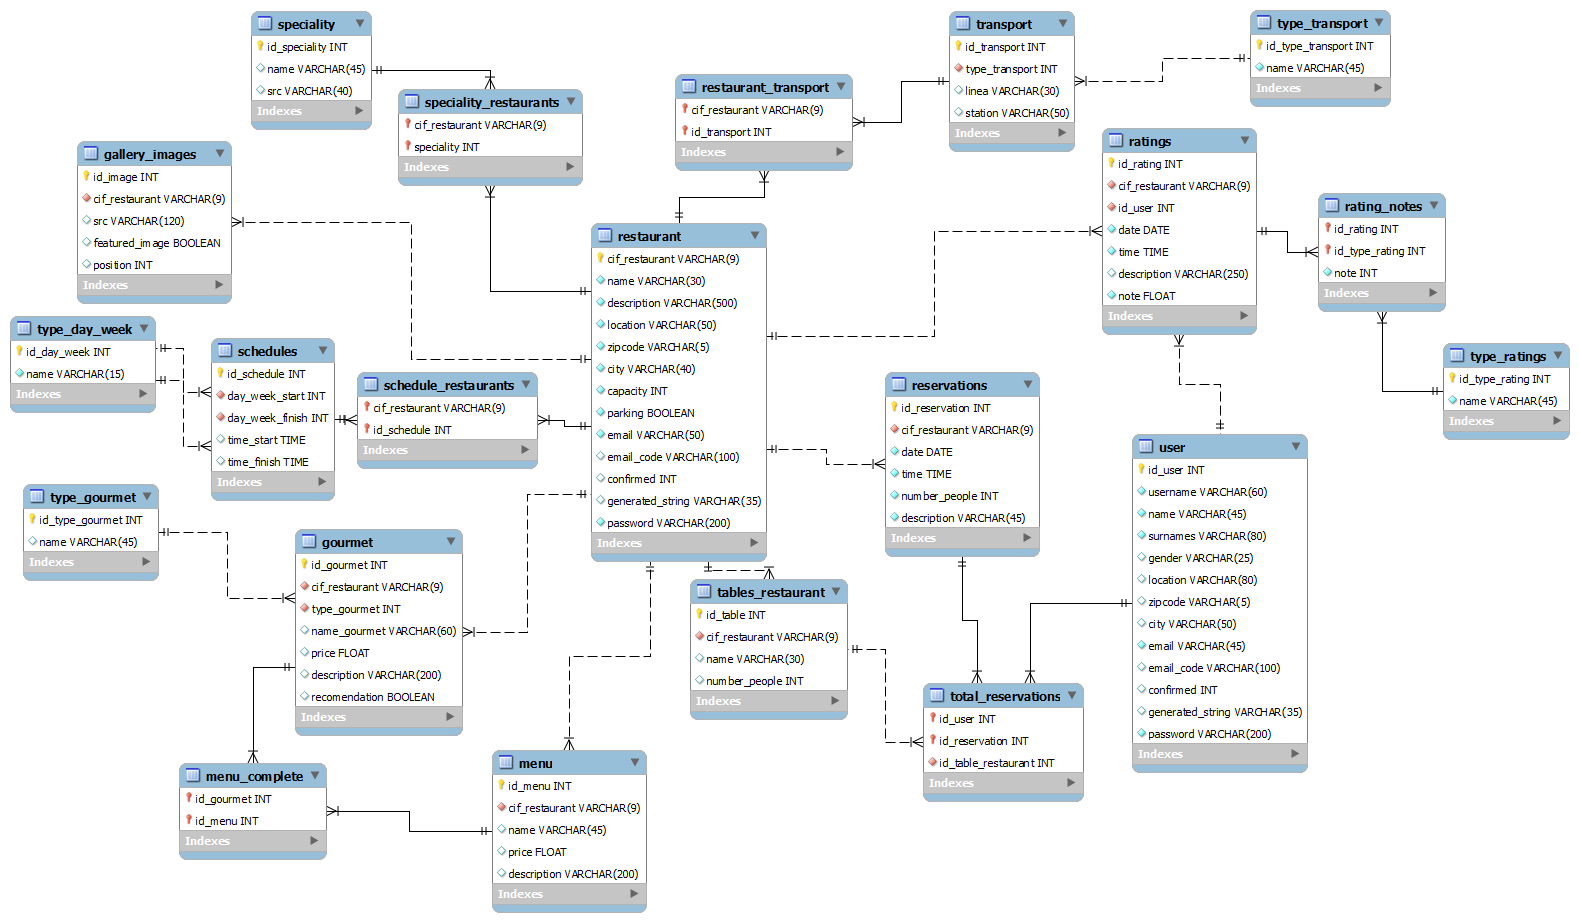 speciality
id_speciality INT
name VARCHAR(45)
src VARCHAR(40)
Indexes
speciality_restaurants
cif_restaurant VARCHAR(9)
speciality INT
Indexes
restaurant_transport
cif_restaurant VARCHAR(9)
id_transport INT
Indexes
transport
id_transport INT
type_transport INT
linea VARCHAR(30)
station VARCHAR(50)
Indexes
type_transport
id_type_transport INT
name VARCHAR(45)
Indexes
gallery_images
id_image INT
cif_restaurant VARCHAR(9)
src VARCHAR(120)
featured_image BOOLEAN
position INT
Indexes
restaurant
cif_restaurant VARCHAR(9)
name VARCHAR(30)
description VARCHAR(500)
location VARCHAR(50)
zipcode VARCHAR(5)
city VARCHAR(40)
capacity INT
parking BOOLEAN
email VARCHAR(50)
email_code VARCHAR(100)
confirmed INT
generated_string VARCHAR(35)
password VARCHAR(200)
Indexes
ratings
id_rating INT
cif_restaurant VARCHAR(9)
id_user INT
date DATE
time TIME
description VARCHAR(250)
note FLOAT
Indexes
rating_notes
id_rating INT
id_type_rating INT
note INT
Indexes
type_ratings
id_type_rating INT
name VARCHAR(45)
Indexes
type_day_week
id_day_week INT
name VARCHAR(15)
Indexes
schedules
id_schedule INT
day_week_start INT
day_week_finish INT
time_start TIME
time_finish TIME
Indexes
schedule_restaurants
cif_restaurant VARCHAR(9)
id_schedule INT
Indexes
reservations
id_reservation INT
cif_restaurant VARCHAR(9)
date DATE
time TIME
number_people INT
description VARCHAR(45)
Indexes
user
id_user INT
username VARCHAR(60)
name VARCHAR(45)
surnames VARCHAR(80)
gender VARCHAR(25)
location VARCHAR(80)
zipcode VARCHAR(5)
city VARCHAR(50)
email VARCHAR(45)
email_code VARCHAR(100)
confirmed INT
generated_string VARCHAR(35)
password VARCHAR(200)
Indexes
type_gourmet
id_type_gourmet INT
name VARCHAR(45)
Indexes
gourmet
id_gourmet INT
cif_restaurant VARCHAR(9)
type_gourmet INT
name_gourmet VARCHAR(60)
price FLOAT
description VARCHAR(200)
recomendation BOOLEAN
Indexes
tables_restaurant
id_table INT
cif_restaurant VARCHAR(9)
name VARCHAR(30)
number_people INT
Indexes
total_reservations
id_user INT
id_reservation INT
id_table_restaurant INT
Indexes
menu_complete
id_gourmet INT
id_menu INT
Indexes
menu
id_menu INT
cif_restaurant VARCHAR(9)
name VARCHAR(45)
price FLOAT
description VARCHAR(200)
Indexes